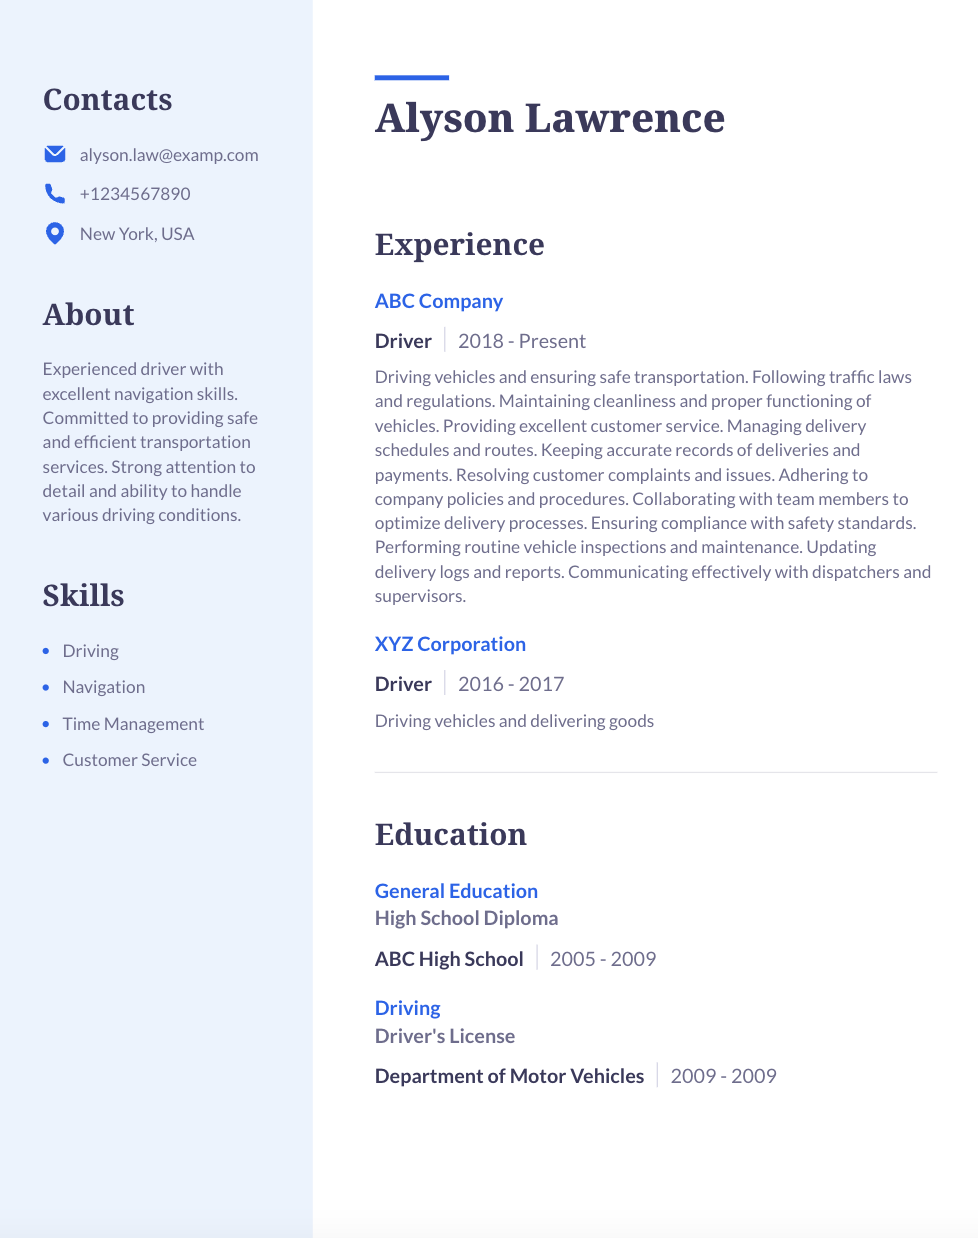 Contacts
alyson.law@examp.com
+1234567890
New York, USA
About
Experienced driver with
excellent navigation skills.
Committed to providing safe
and efficient transportation
services. Strong attention to
detail and ability to handle
various driving conditions.
Skills
Driving
Navigation
Time Management
Customer Service
Alyson Lawrence
Experience
ABC Company
Driver 2018 - Present
Driving vehicles and ensuring safe transportation. Following traffic laws
and regulations. Maintaining cleanliness and proper functioning of
vehicles. Providing excellent customer service. Managing delivery
schedules and routes. Keeping accurate records of deliveries and
payments. Resolving customer complaints and issues. Adhering to
company policies and procedures. Collaborating with team members to
optimize delivery processes. Ensuring compliance with safety standards.
Performing routine vehicle inspections and maintenance. Updating
delivery logs and reports. Communicating effectively with dispatchers and
supervisors.
XYZ Corporation
Driver 2016 - 2017
Driving vehicles and delivering goods
Education
General Education
High School Diploma
ABC High School 2005 - 2009
Driving
Driver's License
Department of Motor Vehicles 2009 - 2009